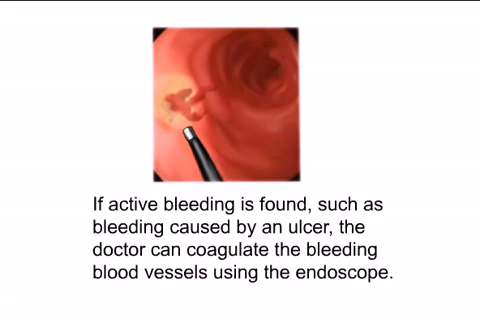 If active bleeding is found, such as
bleeding caused by an ulcer, the
doctor can coagulate the bleeding
blood vessels using the endoscope.